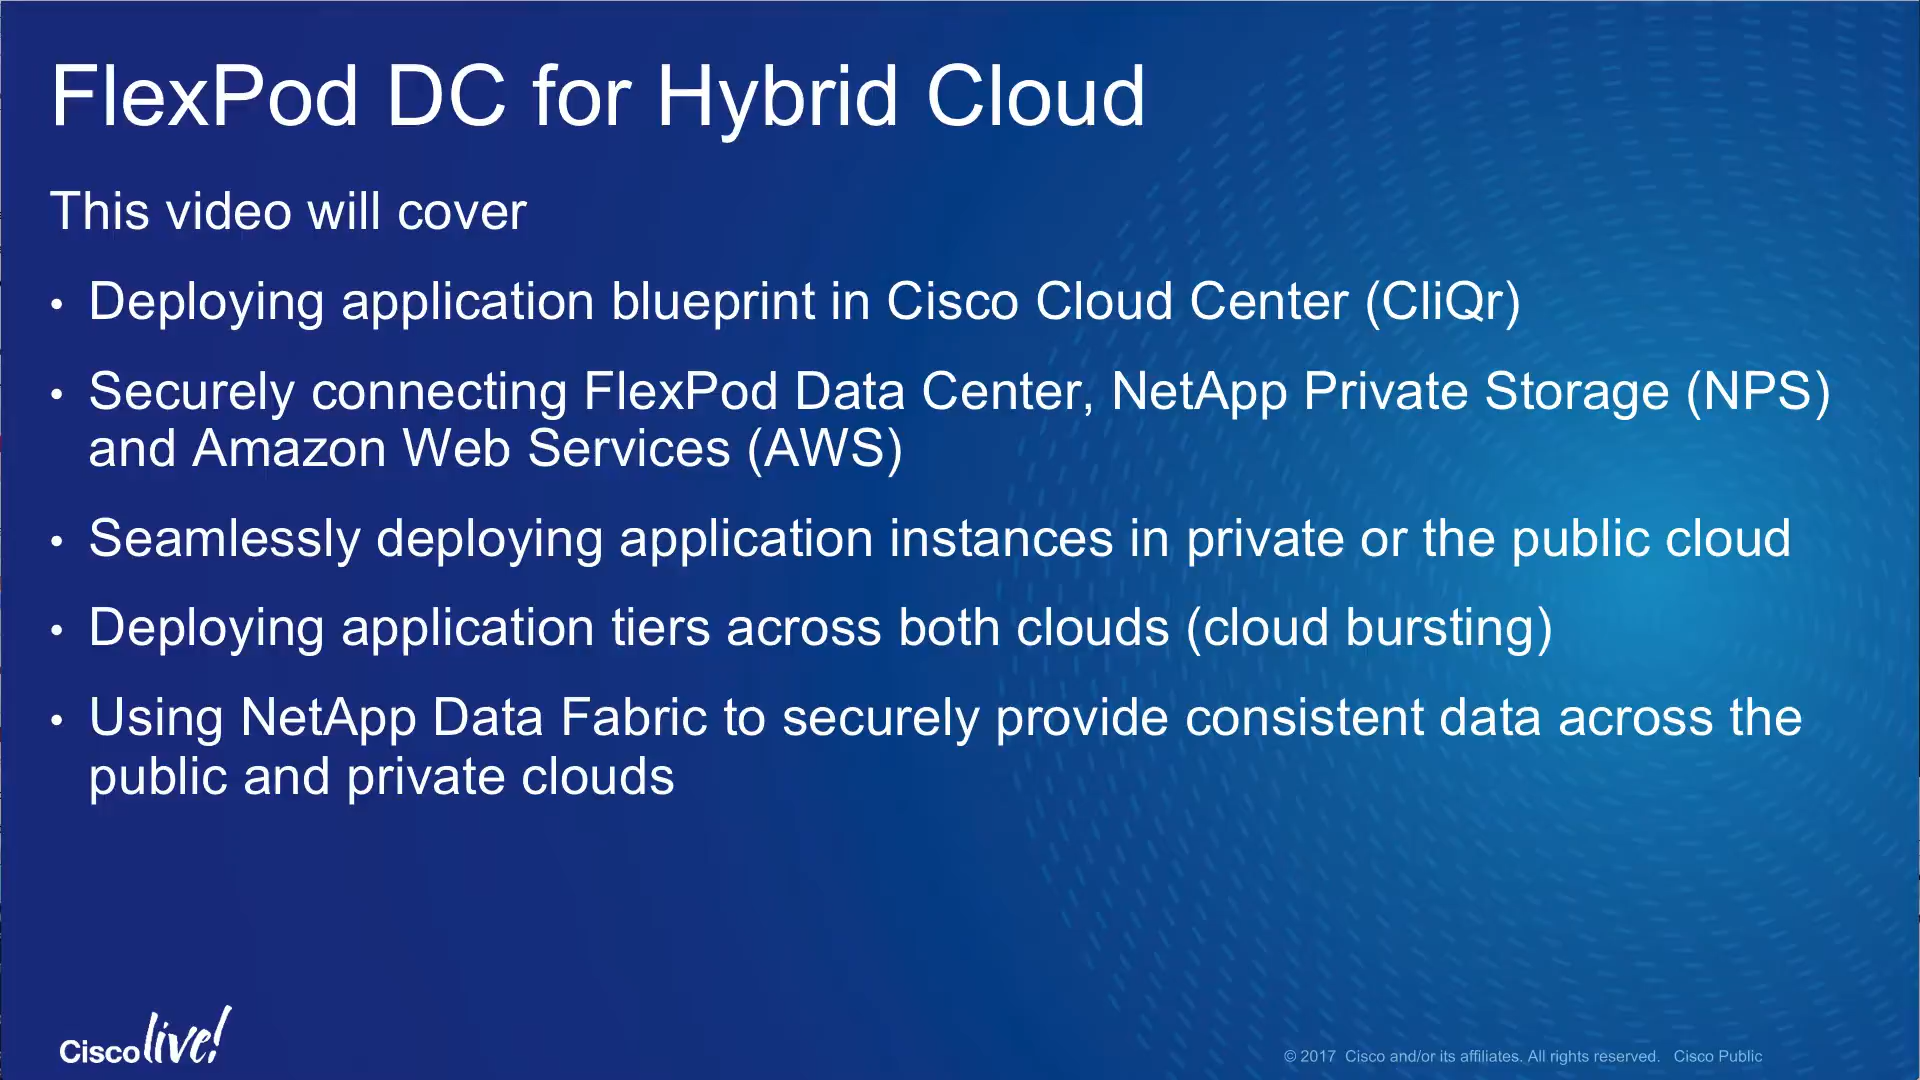 FlexPod DC for Hybrid Cloud
This video will cover
• Deploying application blueprint in Cisco Cloud Center (CliQr)
• Securely connecting FlexPod Data Center, NetApp Private Storage (NPS)
and Amazon Web Services (AWS)
• Seamlessly deploying application instances in private or the public cloud
• Deploying application tiers across both clouds (cloud bursting)
• Using NetApp Data Fabric to securely provide consistent data across the
public and private clouds
Cisco live!
© 2017 Cisco and/or its affiliates. All rights reserved. Cisco Public